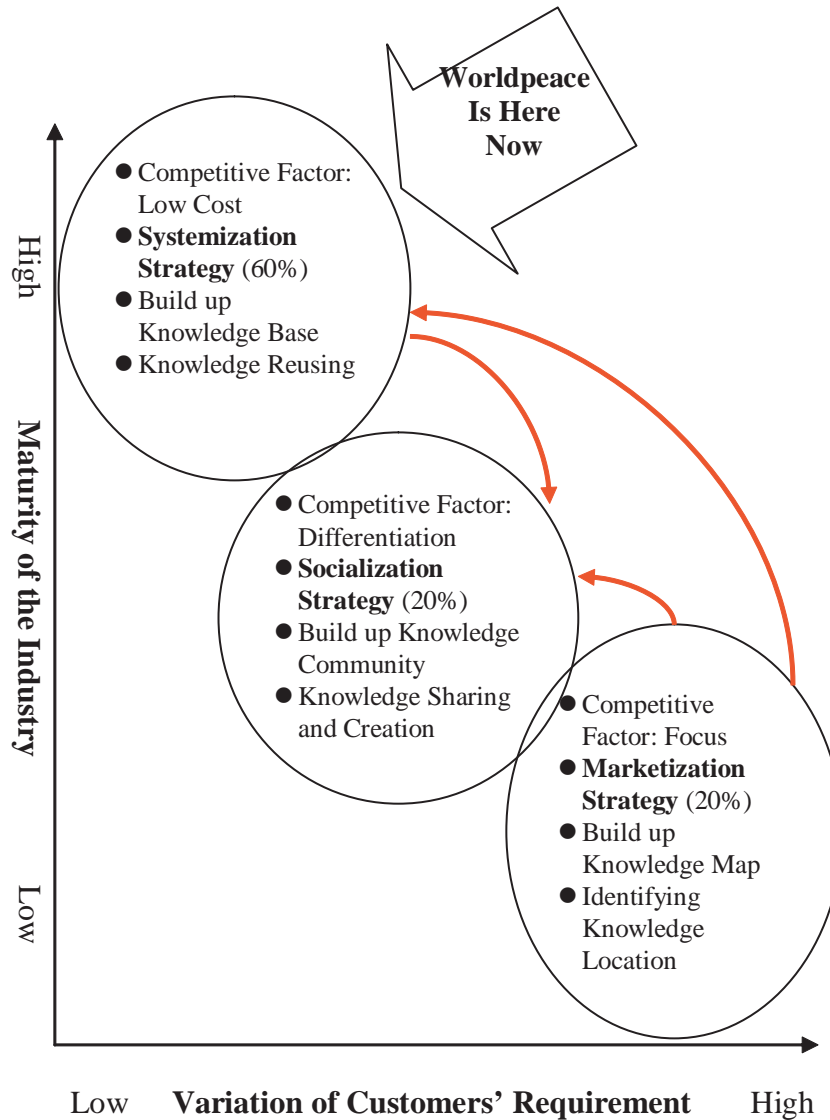 Worldpeace
Is Here
Now
● Competitive Factor:
Low Cost
● Systemization
Strategy (60%)
● Build up
Knowledge Base
● Knowledge Reusing
● Competitive Factor:
Differentiation
● Socialization
Strategy (20%)
● Build up Knowledge
Community
● Knowledge Sharing
and Creation
● Competitive
Factor: Focus
● Marketization
Strategy (20%)
● Build up
Knowledge Map
● Identifying
Knowledge
Location
High
Maturity of the Industry
Low
Low Variation of Customers’ Requirement High